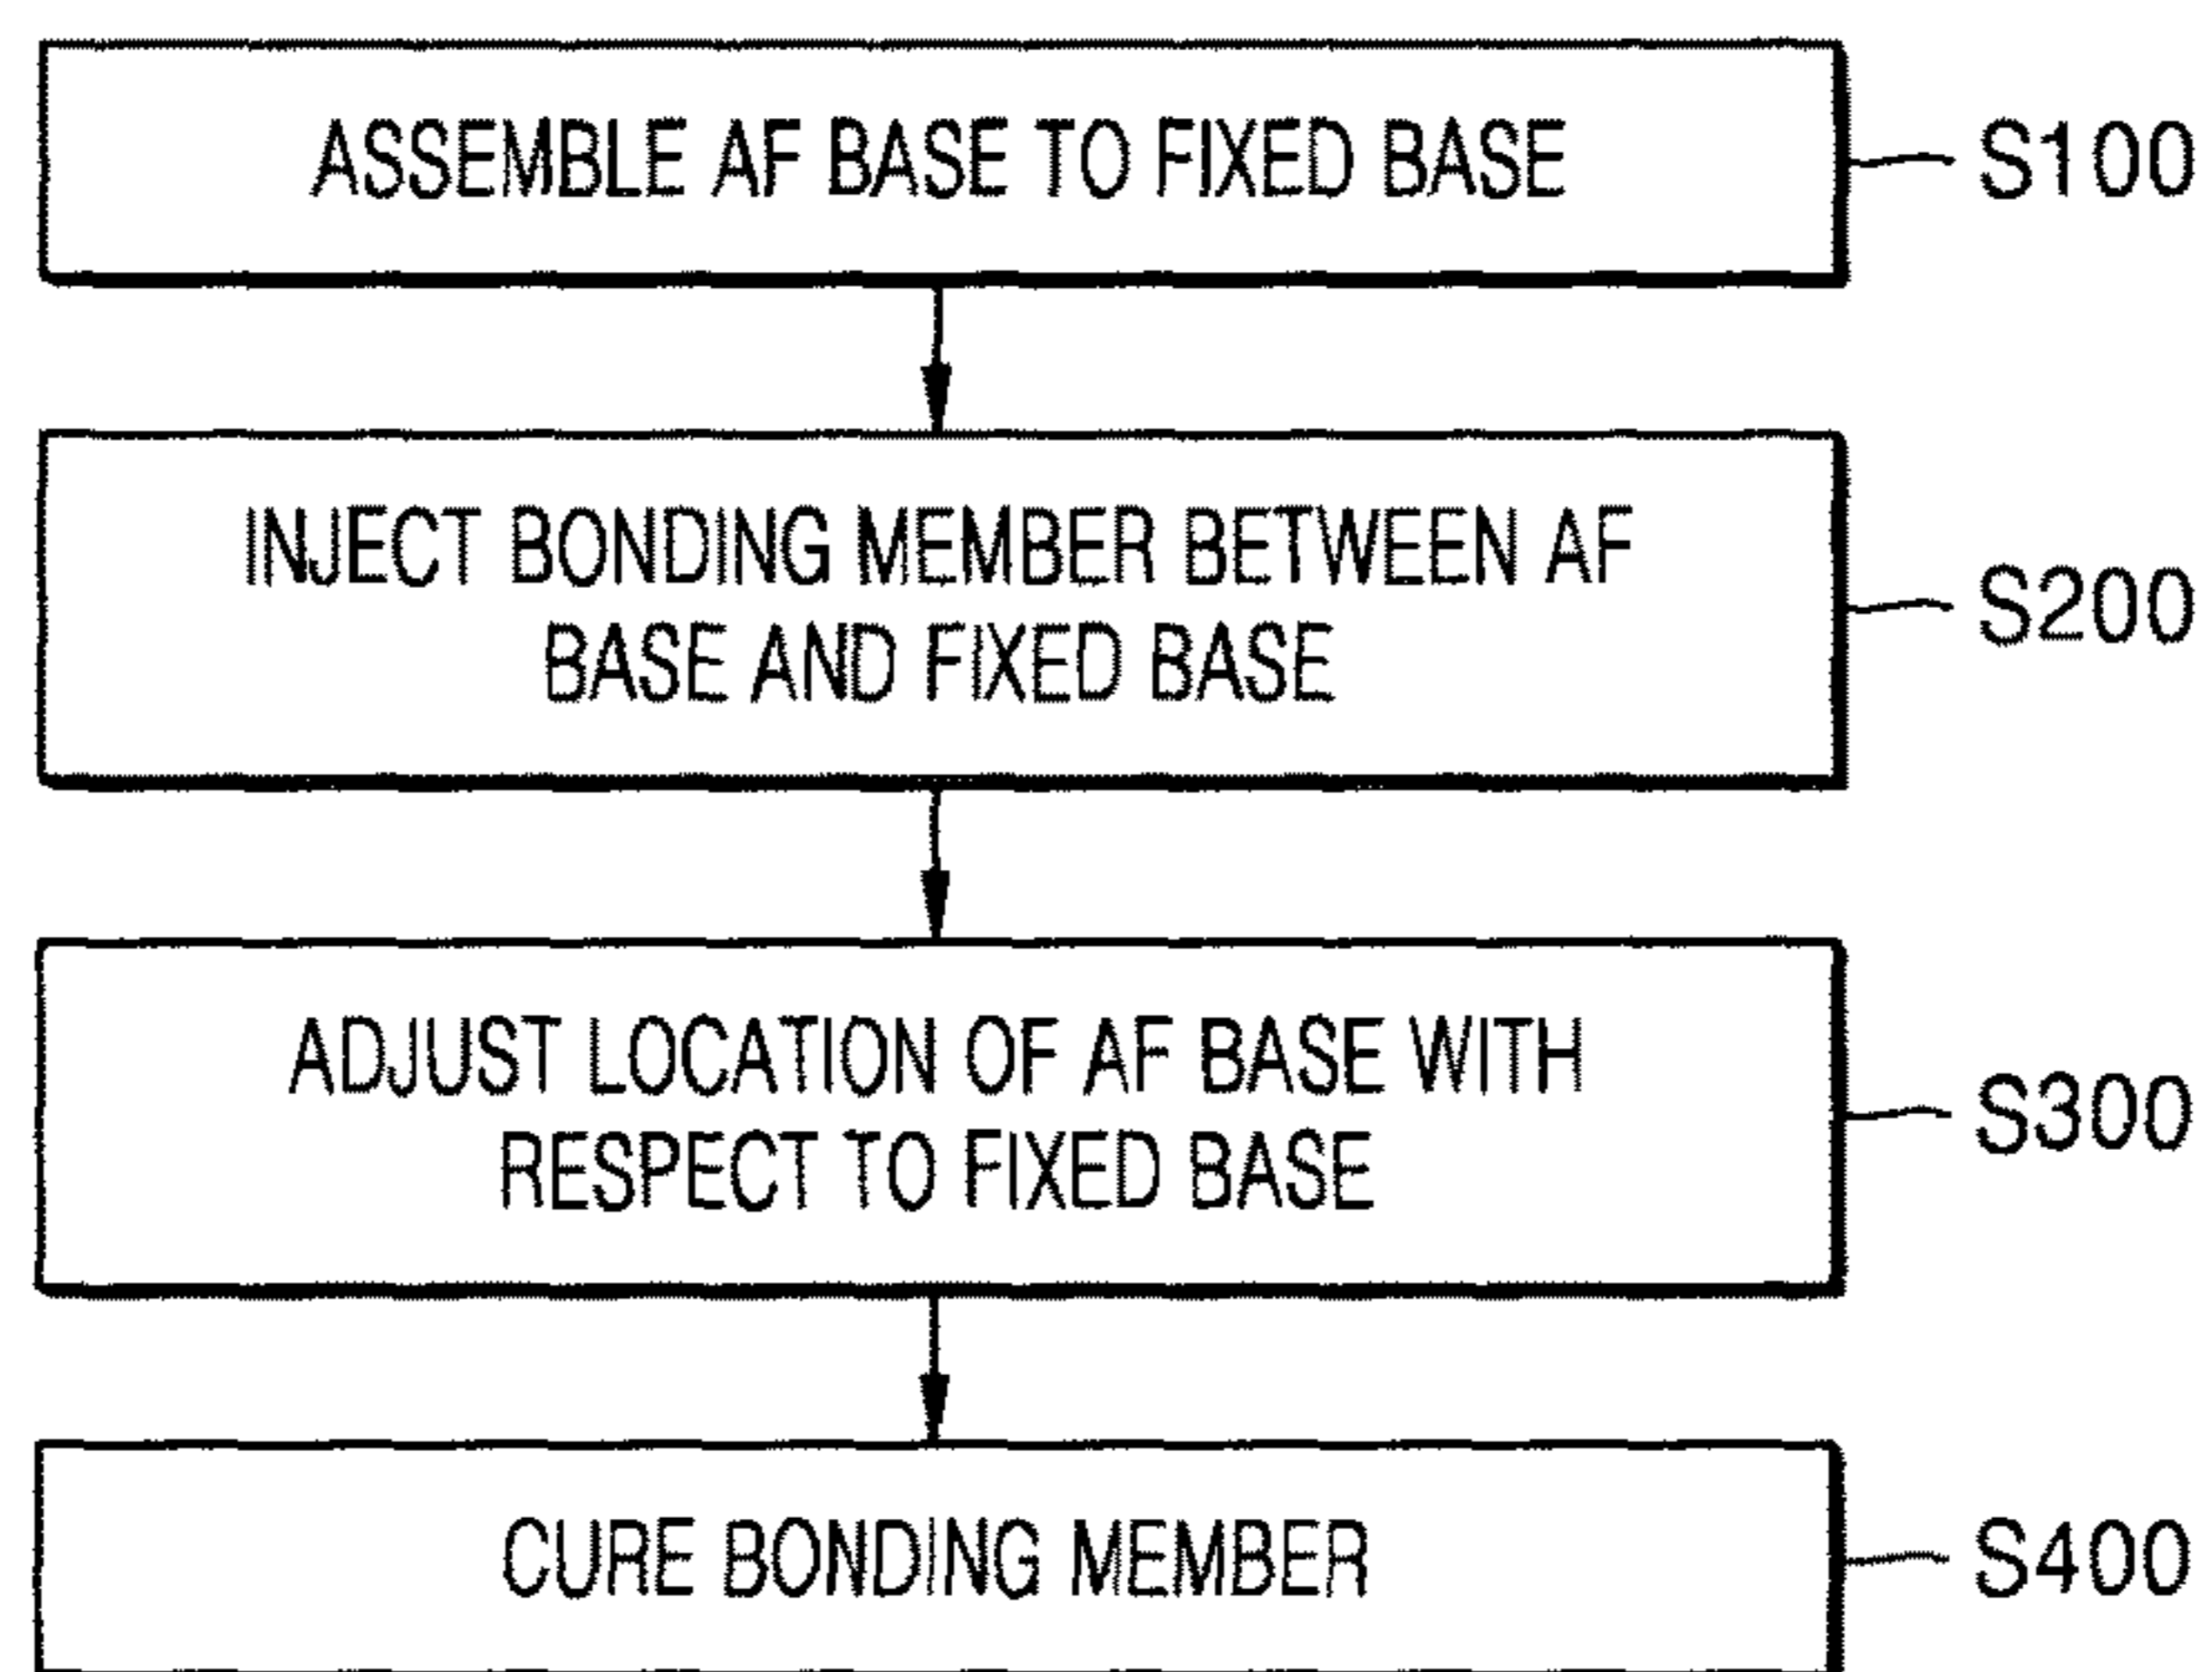 ASSEMBLE AF BASE TO FIXED BASE
S100
INJECT BONDING MEMBER BETWEEN AF
BASE AND FIXED BASE
S200
ADJUST LOCATION OF AF BASE WITH
RESPECT TO FIXED BASE
S300
CURE BONDING MEMBER
S400